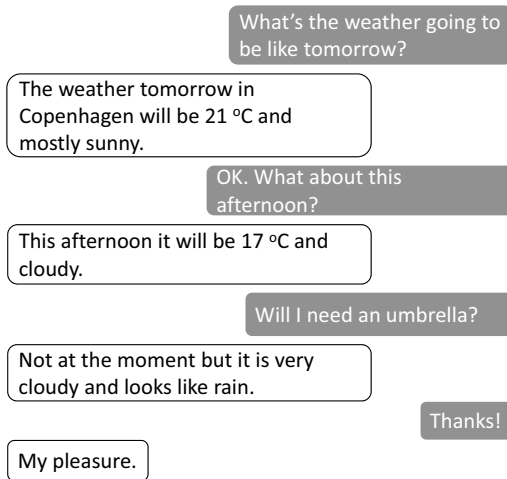 What’s the weather going to
be like tomorrow?
The weather tomorrow in
Copenhagen will be 21 ºC and
mostly sunny.
OK. What about this
afternoon?
This afternoon it will be 17 ºC and
cloudy.
Will I need an umbrella?
Not at the moment but it is very
cloudy and looks like rain.
Thanks!
My pleasure.